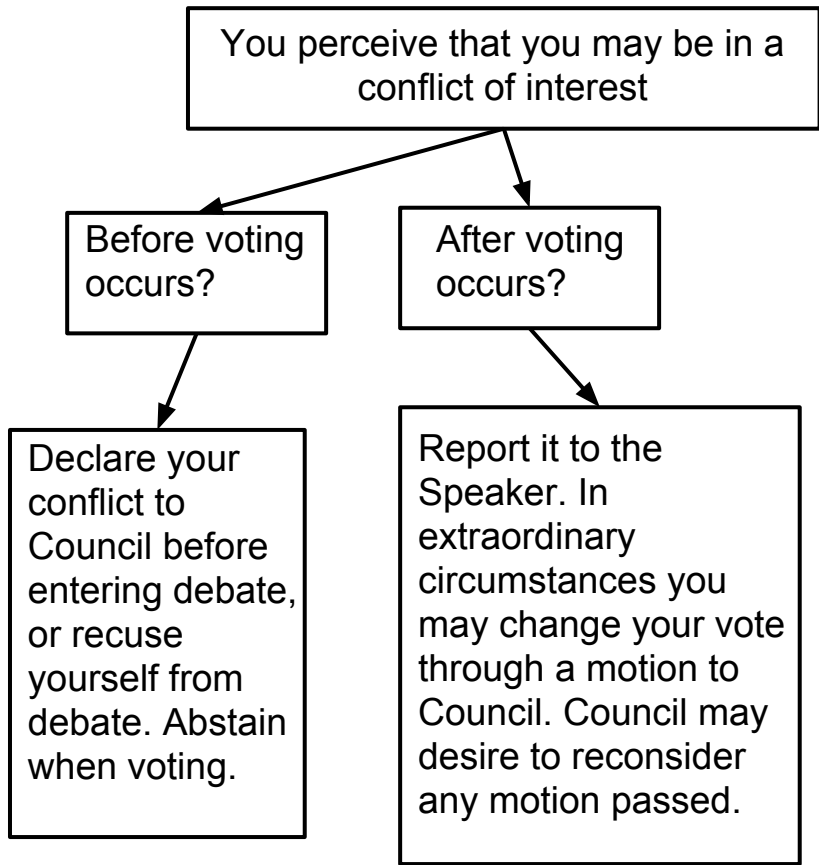 You perceive that you may be in a
conflict of interest
Before voting
occurs?
After voting
occurs?
Declare your
conflict to
Council before
entering debate,
or recuse
yourself from
debate. Abstain
when voting.
Report it to the
Speaker. In
extraordinary
circumstances you
may change your vote
through a motion to
Council. Council may
desire to reconsider
any motion passed.